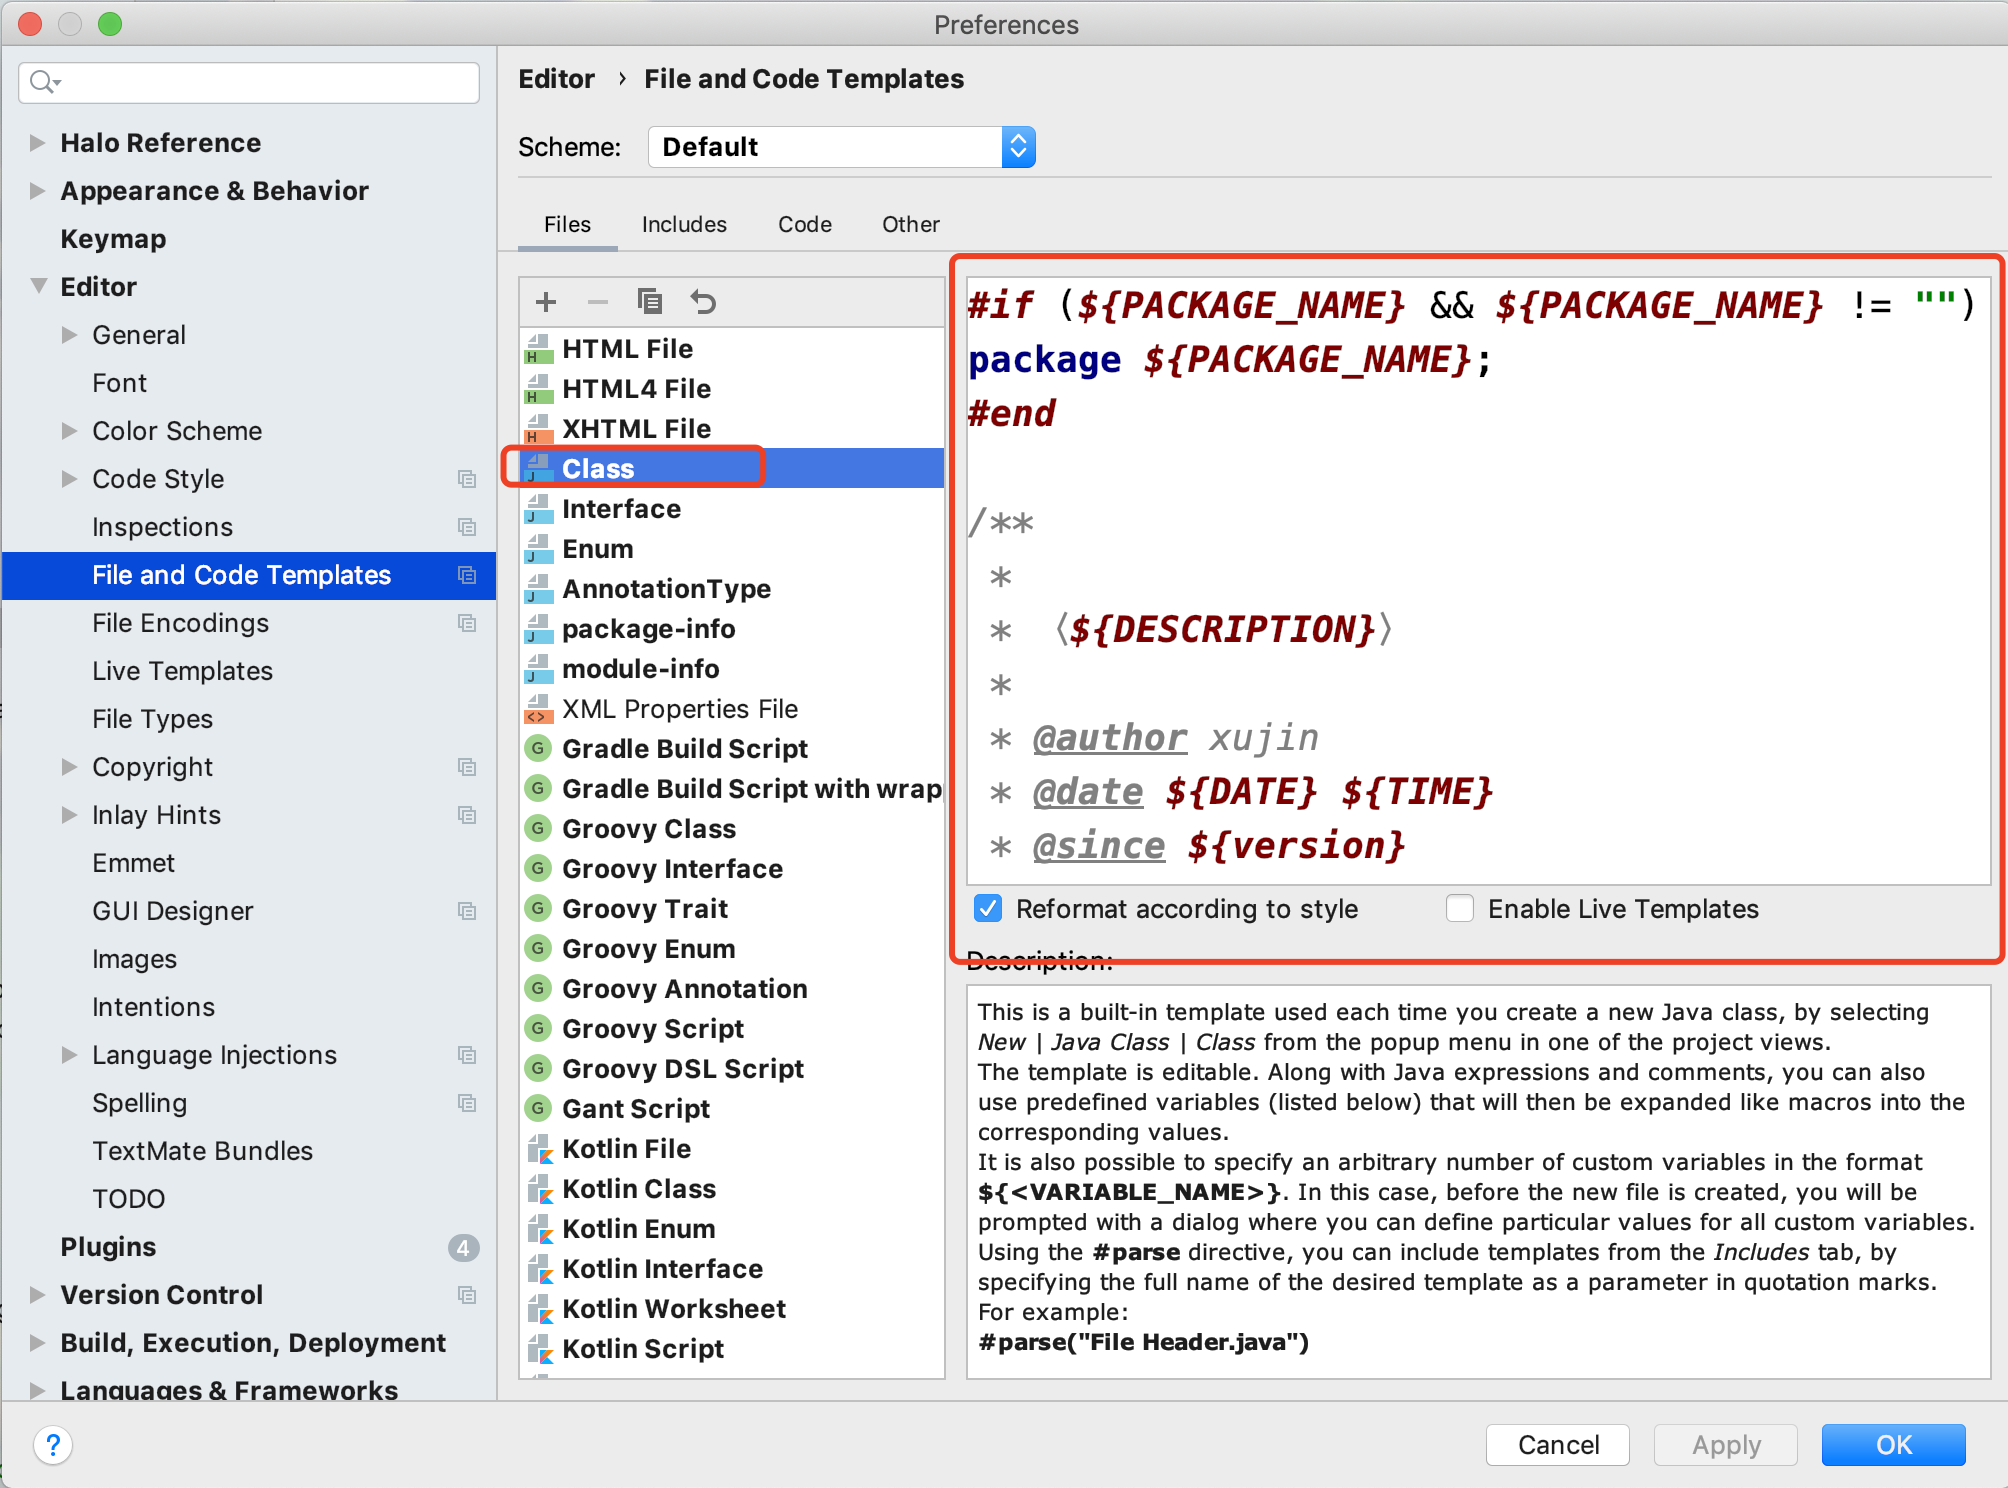 Preferences
Halo Reference
Appearance & Behavior
Keymap
Editor
General
Font
Color Scheme
Code Style
Inspections
File and Code Templates
File Encodings
Live Templates
File Types
Copyright
Inlay Hints
Emmet
GUI Designer
Images
Intentions
Language Injections
Spelling
TextMate Bundles
TODO
Plugins
4
Version Control
Build, Execution, Deployment
Languages & Frameworks
Editor › File and Code Templates
Scheme: Default
Files Includes Code Other
HTML File
HTML4 File
XHTML File
Class
Interface
Enum
AnnotationType
package-info
module-info
XML Properties File
Gradle Build Script
Gradle Build Script with wrap
Groovy Class
Groovy Interface
Groovy Trait
Groovy Enum
Groovy Annotation
Groovy Script
Groovy DSL Script
Gant Script
Kotlin File
Kotlin Class
Kotlin Enum
Kotlin Interface
Kotlin Worksheet
Kotlin Script
#if (${PACKAGE_NAME} && ${PACKAGE_NAME} != "")
package ${PACKAGE_NAME};
#end
/**
*
* 〈${DESCRIPTION}〉
*
* @author xujin
* @date ${DATE} ${TIME}
* @since ${version}
Reformat according to style
Enable Live Templates
Description:
This is a built-in template used each time you create a new Java class, by selecting
New | Java Class | Class from the popup menu in one of the project views.
The template is editable. Along with Java expressions and comments, you can also
use predefined variables (listed below) that will then be expanded like macros into the
corresponding values.
It is also possible to specify an arbitrary number of custom variables in the format
${<VARIABLE_NAME>}. In this case, before the new file is created, you will be
prompted with a dialog where you can define particular values for all custom variables.
Using the #parse directive, you can include templates from the Includes tab, by
specifying the full name of the desired template as a parameter in quotation marks.
For example:
#parse("File Header.java")
?
Cancel
Apply
OK